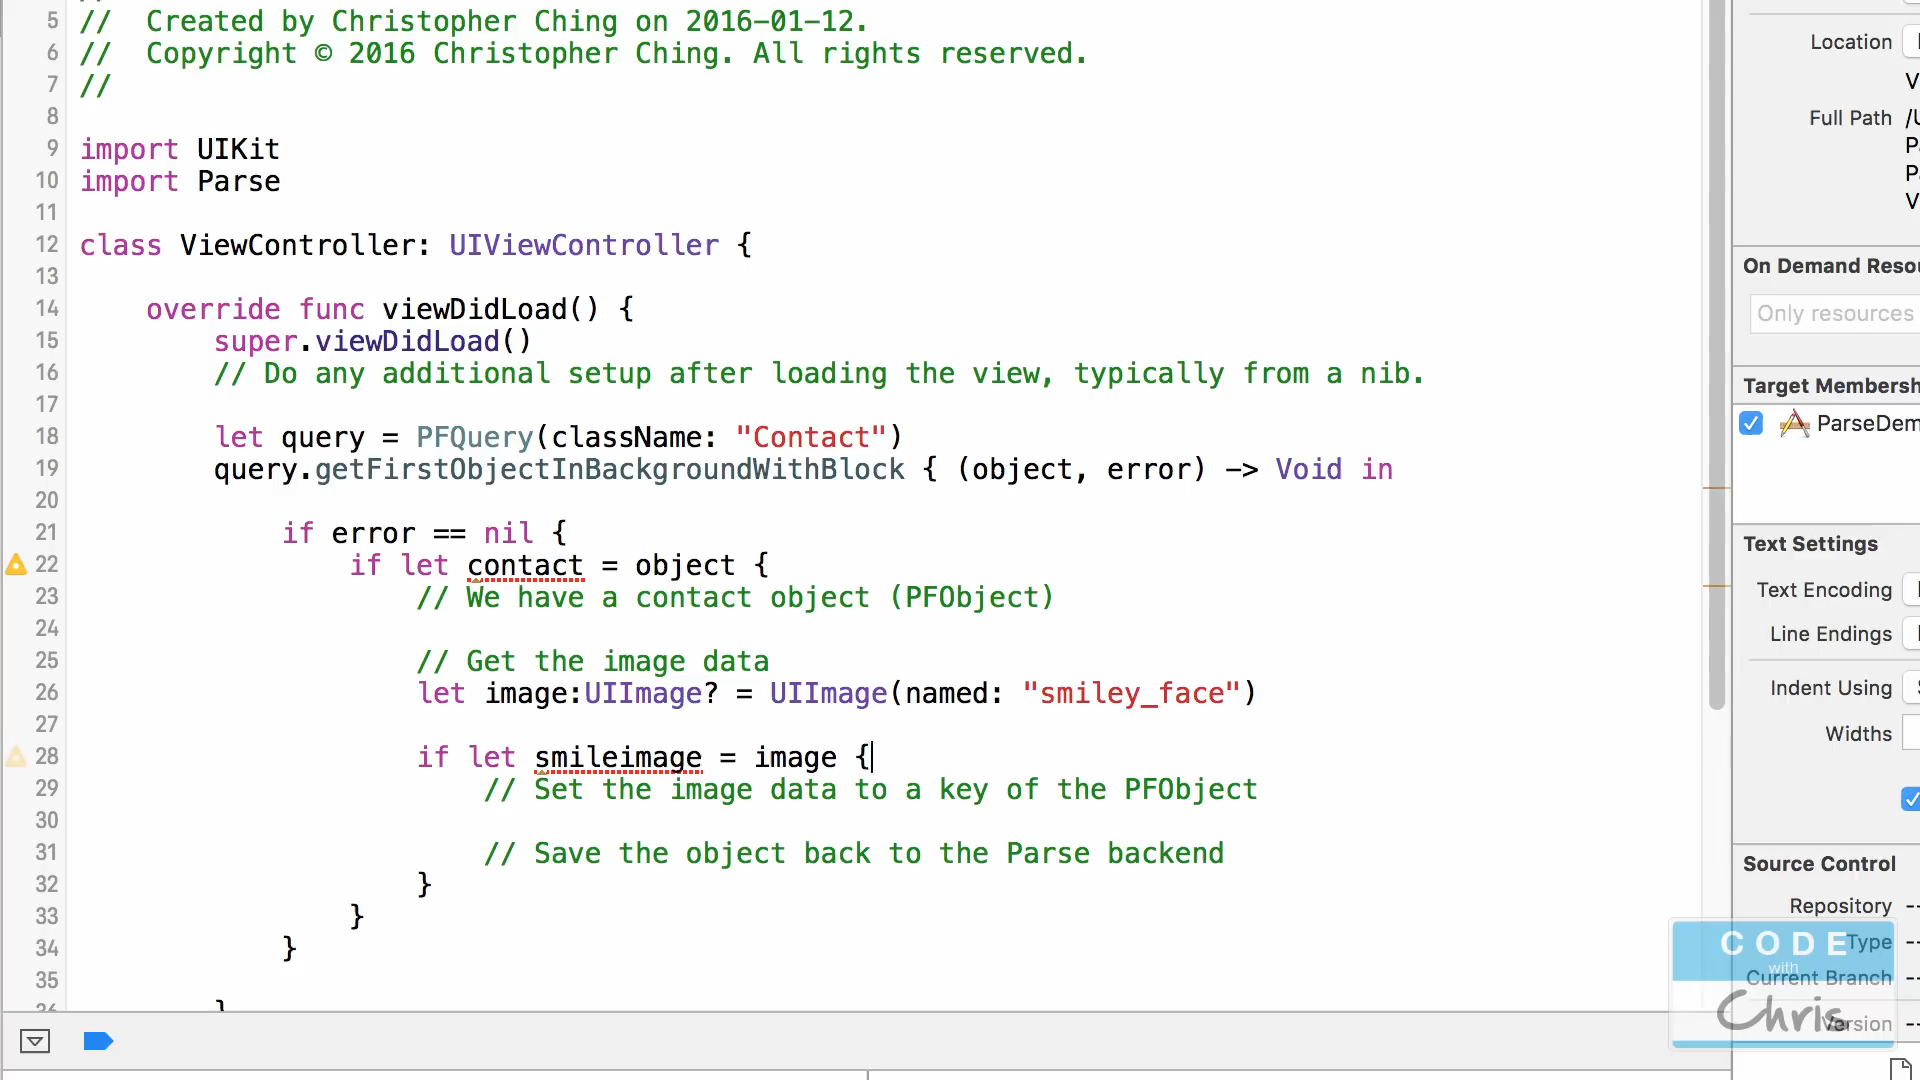 5 //  Created by Christopher Ching on 2016-01-12.
6 //  Copyright © 2016 Christopher Ching. All rights reserved.
7 //
8
9 import UIKit
10 import Parse
11
12 class ViewController: UIViewController {
13
14     override func viewDidLoad() {
15         super.viewDidLoad()
16         // Do any additional setup after loading the view, typically from a nib.
17
18         let query = PFQuery(className: "Contact")
19         query.getFirstObjectInBackgroundWithBlock { (object, error) -> Void in
20
21             if error == nil {
22                 if let contact = object {
23                     // We have a contact object (PFObject)
24
25                     // Get the image data
26                     let image:UIImage? = UIImage(named: "smiley_face")
27
28                     if let smileimage = image {
29                         // Set the image data to a key of the PFObject
30
31                         // Save the object back to the Parse backend
32                     }
33                 }
34             }
35
Location
Full Path /U
On Demand Resou
Only resources
Target Membersh
ParseDem
Text Settings
Text Encoding
Line Endings
Indent Using
Widths
Source Control
Repository --
Type --
Current Branch --
Version --
CODE
with
Chris